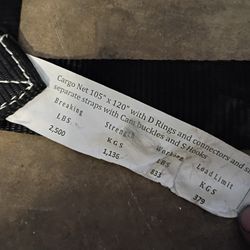 Cargo Net 105" x 120" with D Rings and connectors and
separate straps with Cam buckles and S-Hooks
Breaking Strength Working Load Limit
LBS KGS LBS KGS
2,500 1,136 833 379